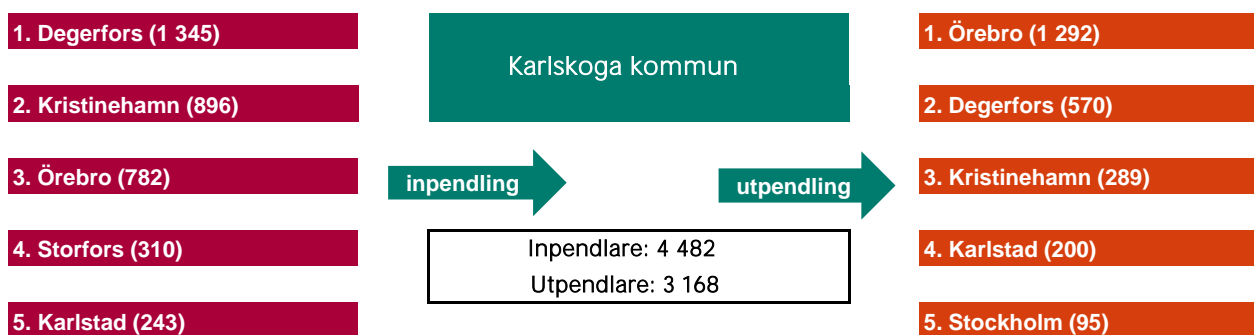 1. Degerfors (1 345)
2. Kristinehamn (896)
3. Örebro (782)
4. Storfors (310)
5. Karlstad (243)
Karlskoga kommun
inpendling
utpendling
Inpendlare: 4 482
Utpendlare: 3 168
1. Örebro (1 292)
2. Degerfors (570)
3. Kristinehamn (289)
4. Karlstad (200)
5. Stockholm (95)